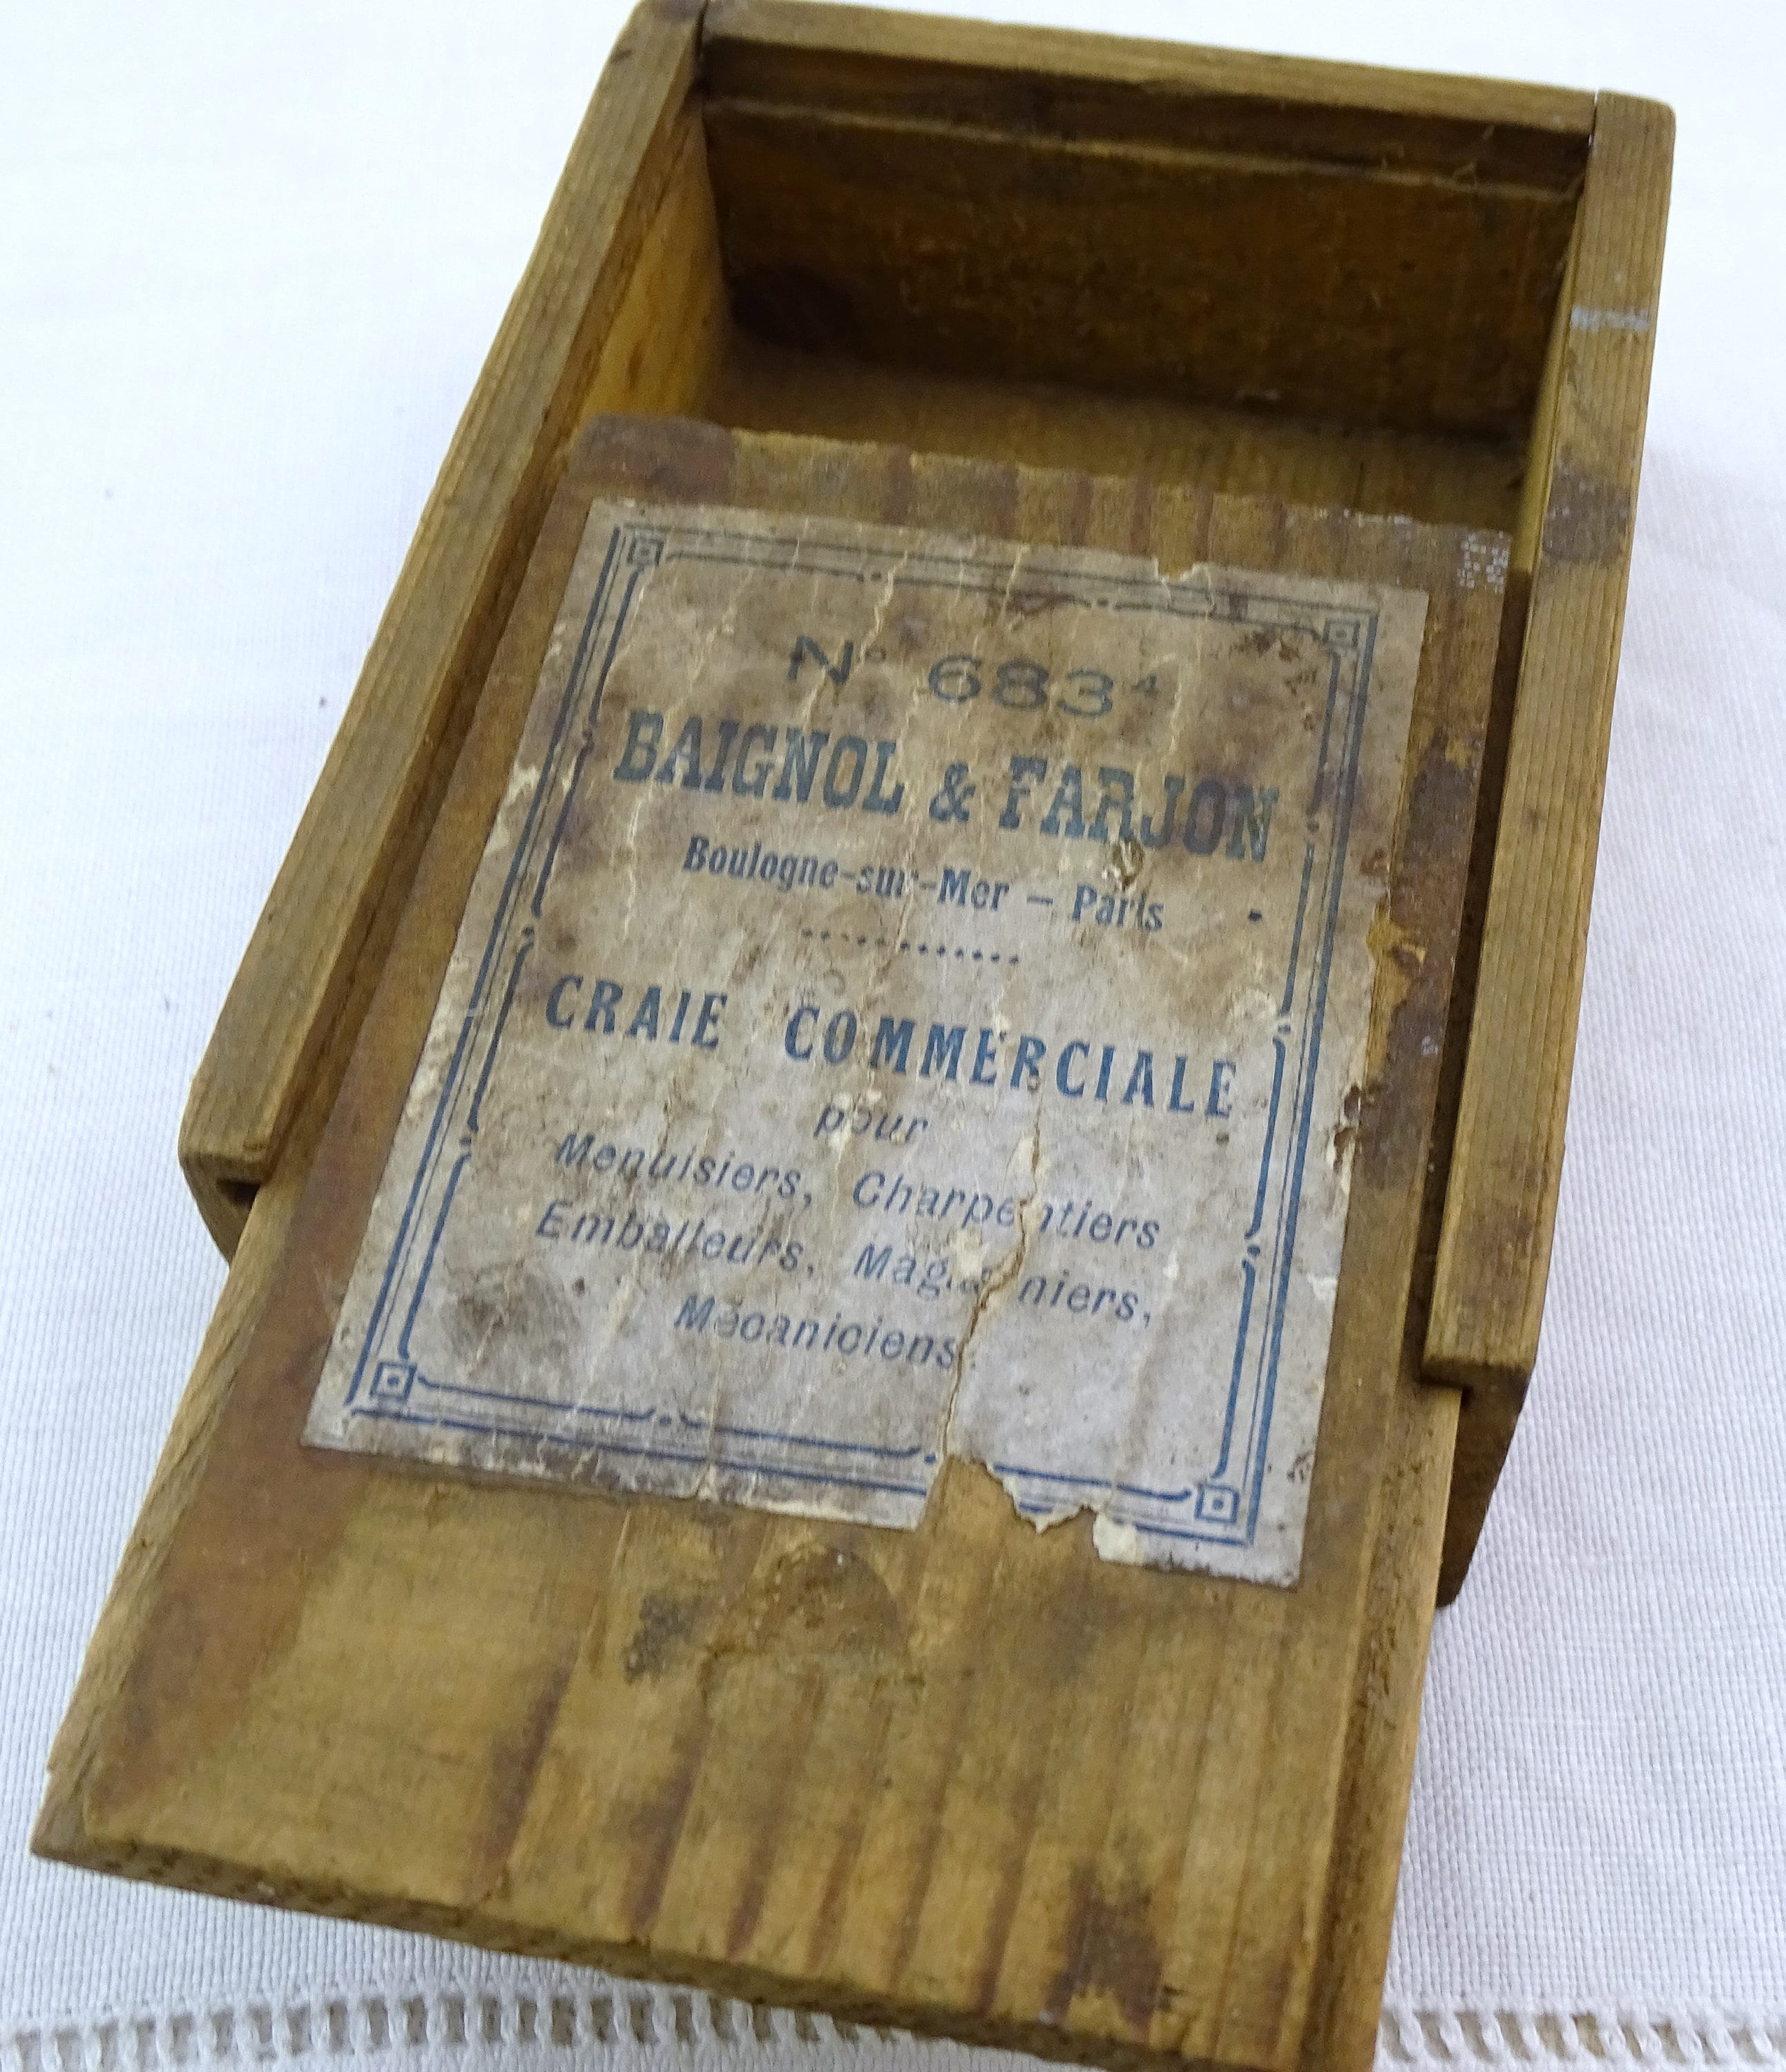 N° 683⁴
BAIGNOL & FARJON
Boulogne-sur-Mer – Paris
CRAIE COMMERCIALE
pour
Menuisiers, Charpentiers
Emballeurs, Magasiniers,
Mécaniciens.